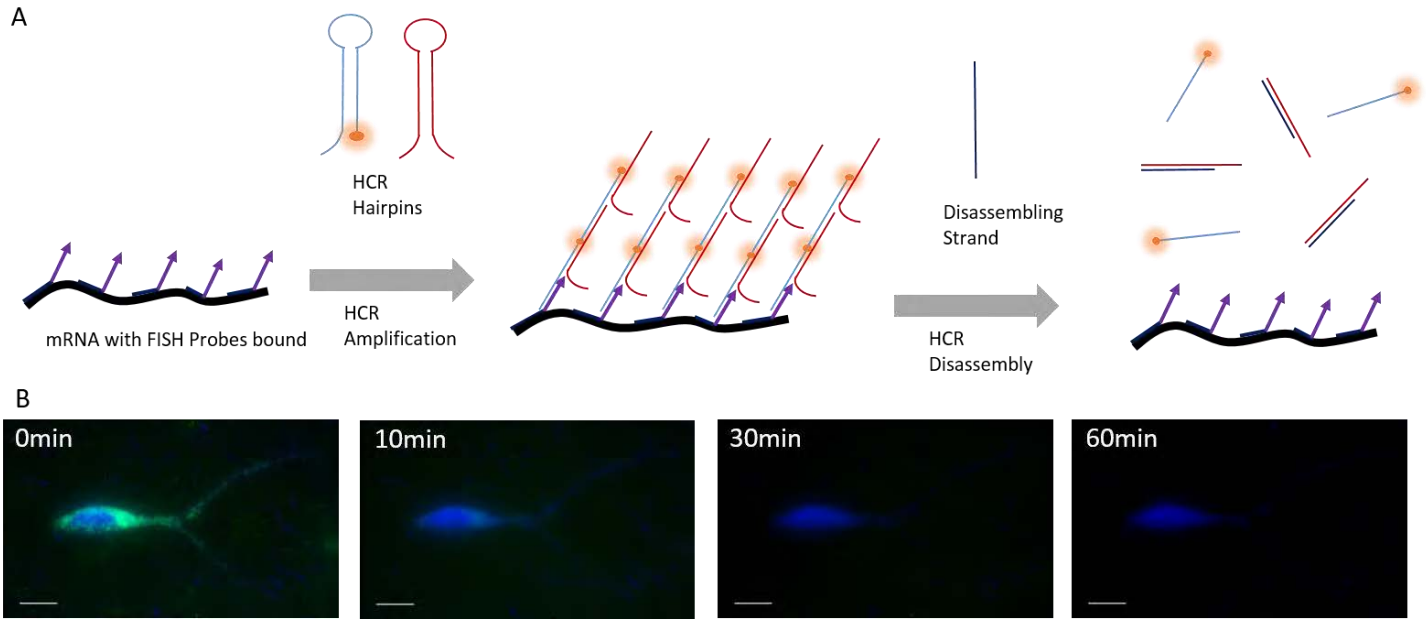 A
HCR
Hairpins
mRNA with FISH Probes bound
HCR
Amplification
Disassembling
Strand
HCR
Disassembly
B
0min
10min
30min
60min